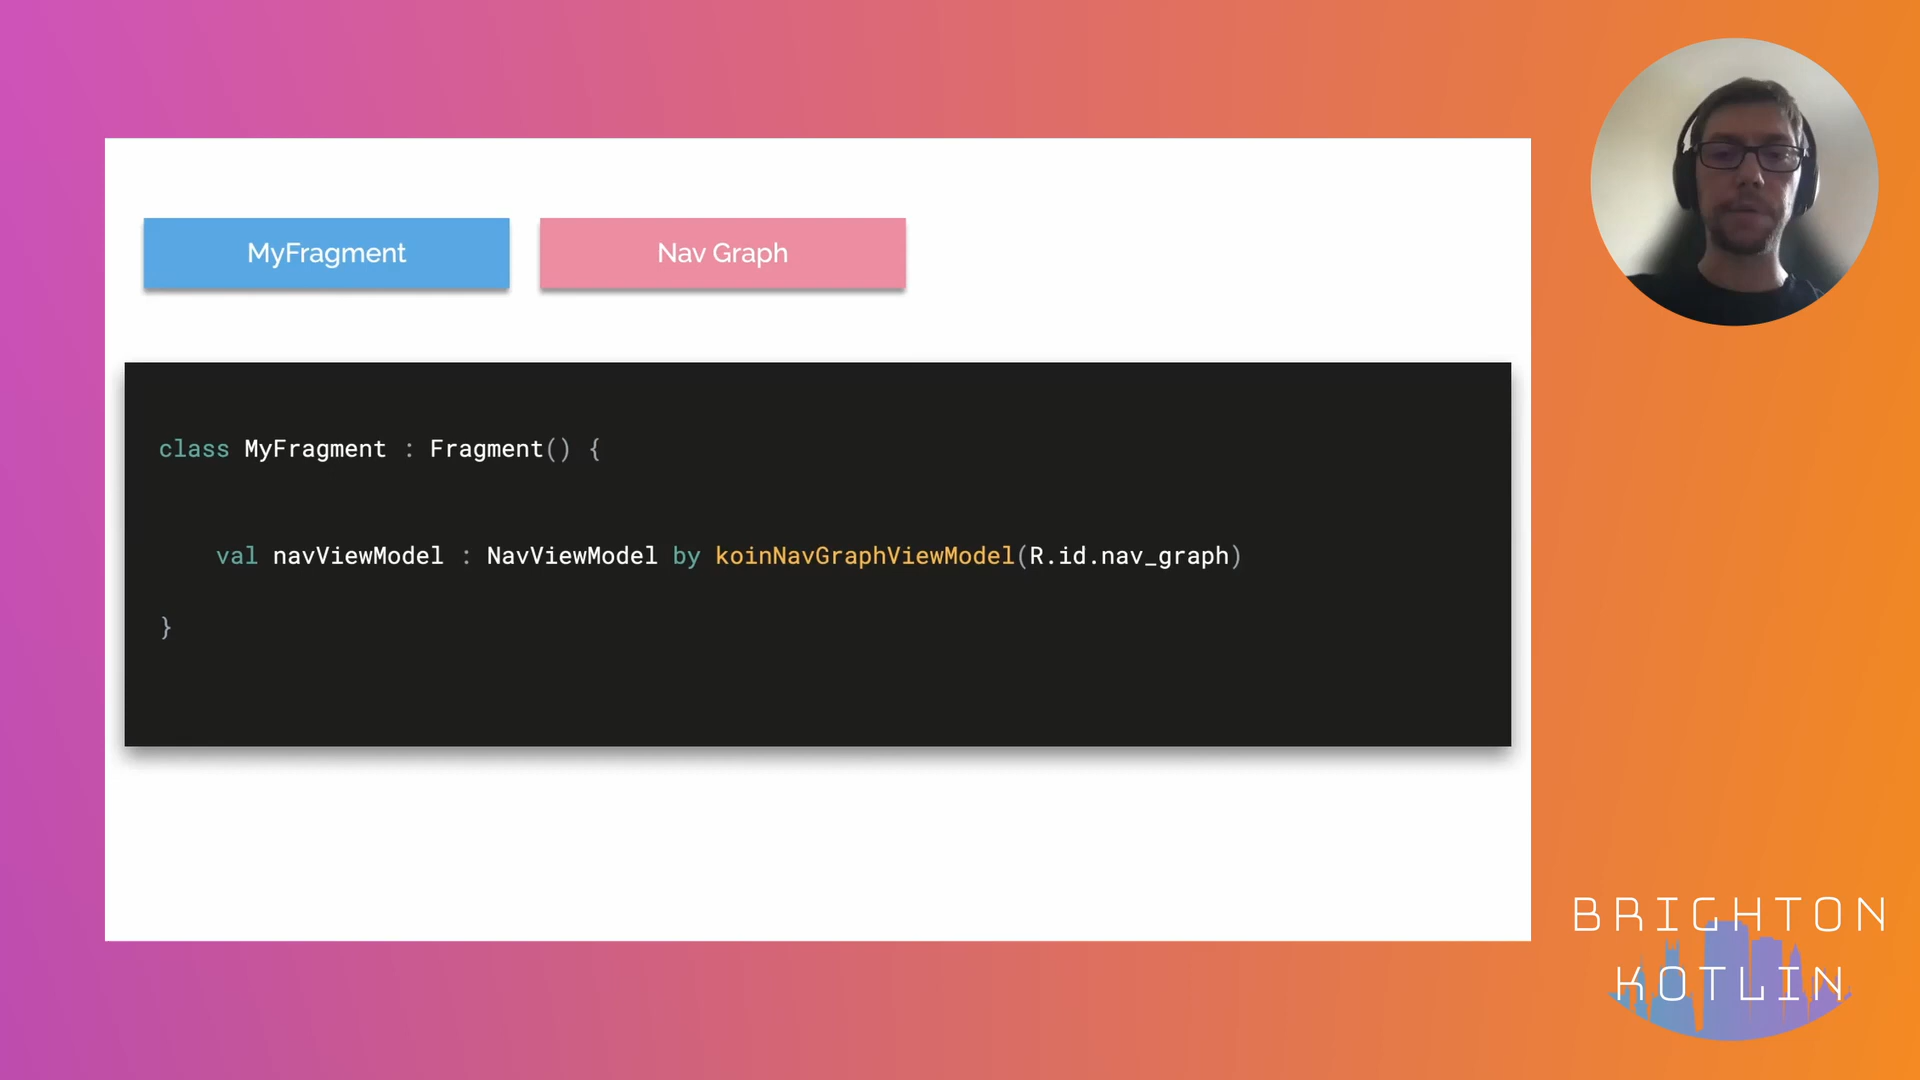 MyFragment
Nav Graph
class MyFragment : Fragment() {
val navViewModel : NavViewModel by koinNavGraphViewModel(R.id.nav_graph)
}
BRIGHTON
KOTLIN